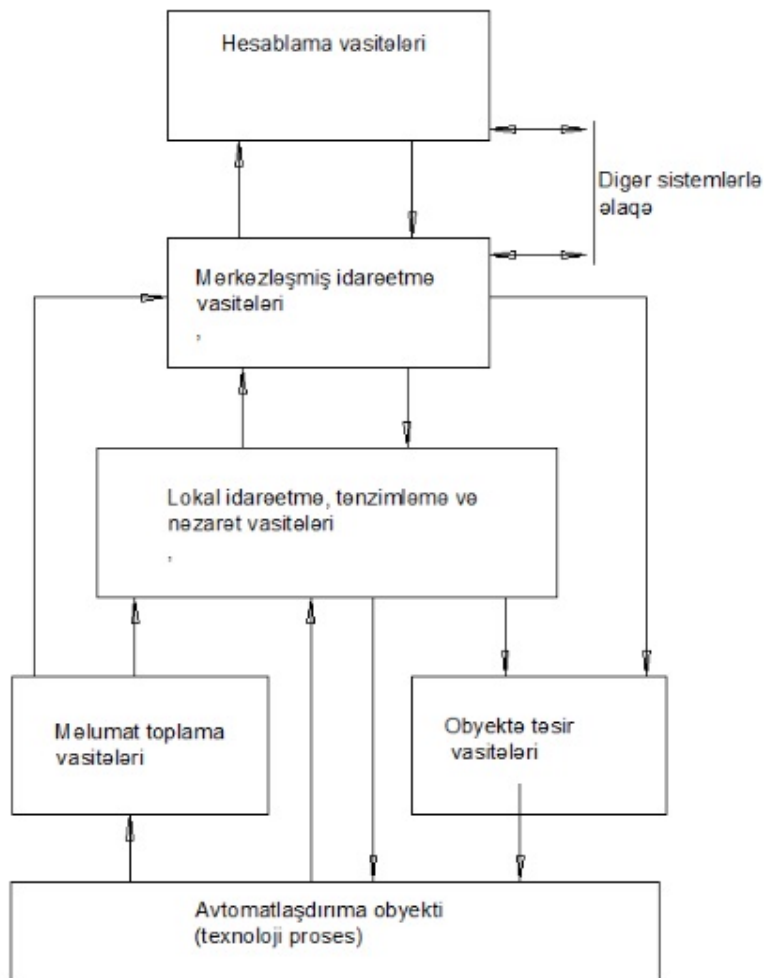 Hesablama vasitələri
Digər sistemlərlə
əlaqə
Mərkəzləşmiş idarəetmə
vasitələri
,
Lokal idarəetmə, tənzimləmə və
nəzarət vasitələri
,
Məlumat toplama
vasitələri
Obyektə təsir
vasitələri
Avtomatlaşdırıma obyekti
(texnoloji proses)